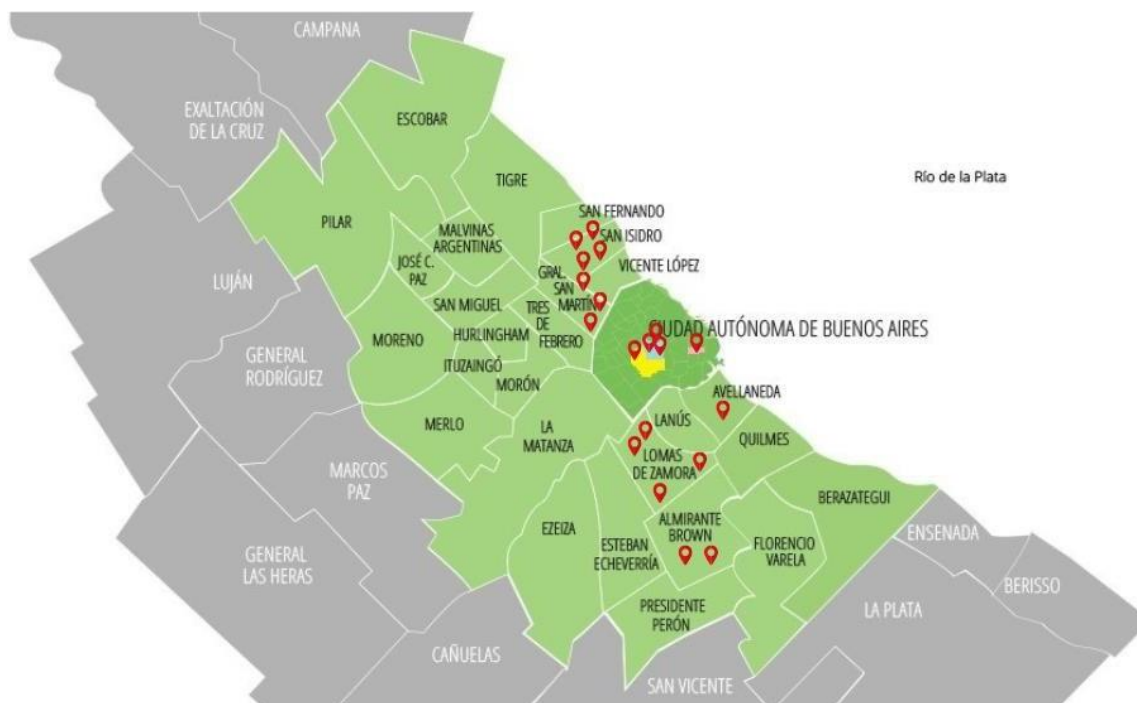 CAMPANA
EXALTACIÓN
DE LA CRUZ
ESCOBAR
Río de la Plata
TIGRE
SAN FERNANDO
PILAR
MALVINAS
ARGENTINAS
SAN ISIDRO
JOSÉ C.
PAZ
GRAL.
SAN
MARTÍN
VICENTE LÓPEZ
LUJÁN
SAN MIGUEL
TRES
DE
FEBRERO
CIUDAD AUTÓNOMA DE BUENOS AIRES
MORENO
HURLINGHAM
GENERAL
RODRÍGUEZ
ITUZAINGÓ
MORÓN
AVELLANEDA
MERLO
LA
MATANZA
LANÚS
QUILMES
LOMAS
DE ZAMORA
MARCOS
PAZ
BERAZATEGUI
EZEIZA
ALMIRANTE
BROWN
ENSENADA
ESTEBAN
ECHEVERRÍA
FLORENCIO
VARELA
GENERAL
LAS HERAS
BERISSO
PRESIDENTE
PERÓN
LA PLATA
CAÑUELAS
SAN VICENTE